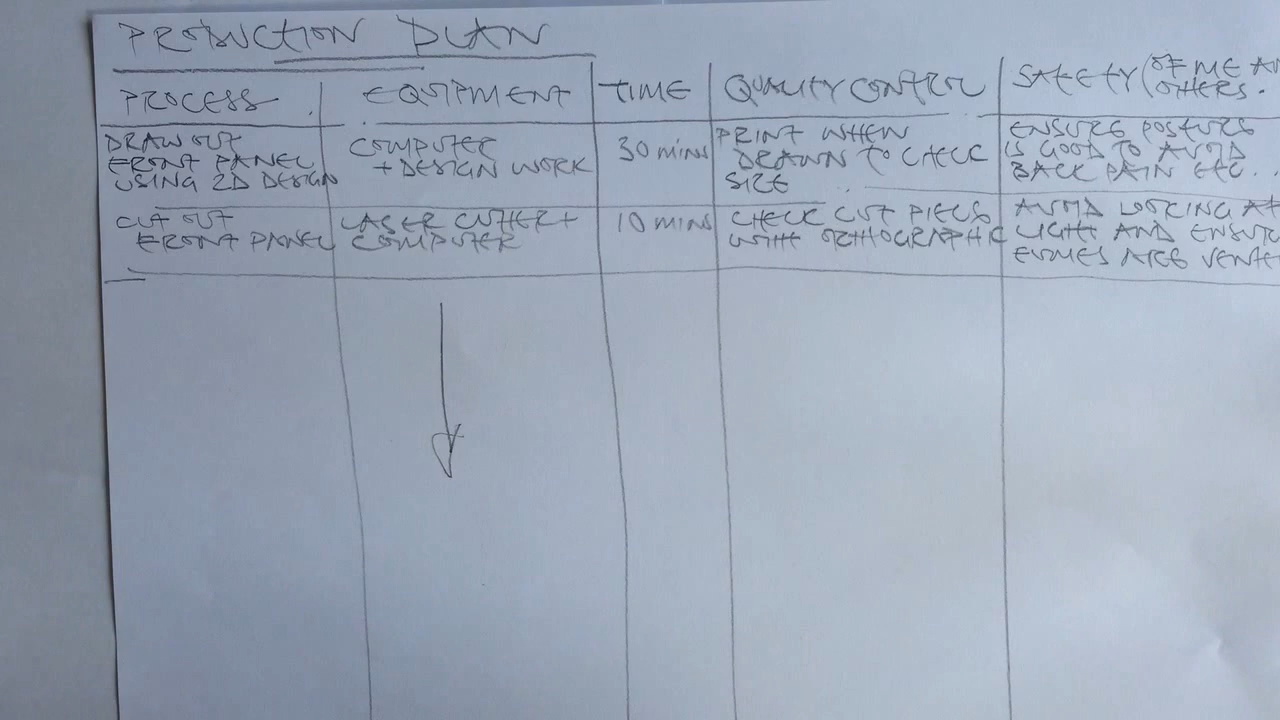 PRODUCTION PLAN
PROCESS
EQUIPMENT
TIME
QUALITY CONTROL
SAFETY (OF ME
OTHERS.
DRAW OUT
FRONT PANEL
USING 2D DESIGN
COMPUTER
+ DESIGN WORK
30 MINS
PRINT WHEN
DRAWN TO CHECK
SIZE
ENSURE POSTURE
IS GOOD TO AVOID
BACK PAIN ETC..
CUT OUT
FRONT PANEL
LASER CUTTER +
COMPUTER
10 MINS
CHECK CUT PIECE
WITH ORTHOGRAPHIC
AVOID LOOKING AT
LIGHT AND ENSURE
FUMES ARE